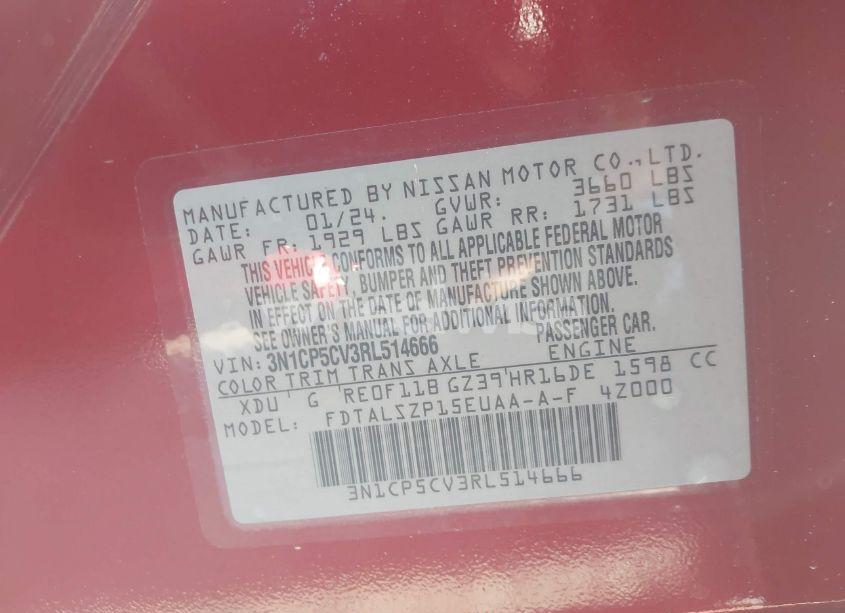 MANUFACTURED BY NISSAN MOTOR CO., LTD.
DATE: 01/24. GVWR: 3660 LBS
GAWR FR: 1929 LBS GAWR RR: 1731 LBS
THIS VEHICLE CONFORMS TO ALL APPLICABLE FEDERAL MOTOR
VEHICLE SAFETY, BUMPER AND THEFT PREVENTION STANDARDS
IN EFFECT ON THE DATE OF MANUFACTURE SHOWN ABOVE.
SEE OWNER'S MANUAL FOR ADDITIONAL INFORMATION.
VIN: 3N1CP5CV3RL514666 PASSENGER CAR.
COLOR TRIM TRANS AXLE ENGINE
XDU G RE0F11B GZ39 HR16DE 1598 CC
MODEL: FDTALSZP15EUAA-A-F 4Z000
3N1CP5CV3RL514666